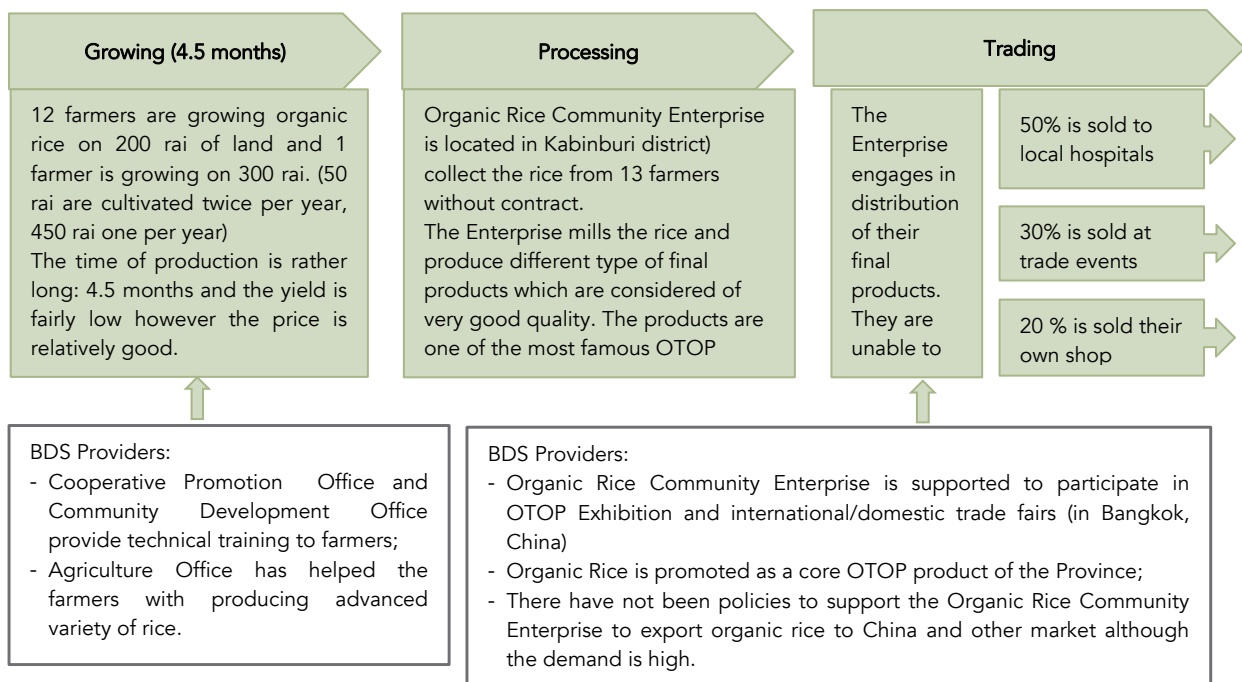 Growing (4.5 months)
Processing
Trading
12 farmers are growing organic
rice on 200 rai of land and 1
farmer is growing on 300 rai. (50
rai are cultivated twice per year,
450 rai one per year)
The time of production is rather
long: 4.5 months and the yield is
fairly low however the price is
relatively good.
Organic Rice Community Enterprise
is located in Kabinburi district)
collect the rice from 13 farmers
without contract.
The Enterprise mills the rice and
produce different type of final
products which are considered of
very good quality. The products are
one of the most famous OTOP
The
Enterprise
engages in
distribution
of their
final
products.
They are
unable to
50% is sold to
local hospitals
30% is sold at
trade events
20 % is sold their
own shop
BDS Providers:
- Cooperative Promotion Office and
Community Development Office
provide technical training to farmers;
- Agriculture Office has helped the
farmers with producing advanced
variety of rice.
BDS Providers:
- Organic Rice Community Enterprise is supported to participate in
OTOP Exhibition and international/domestic trade fairs (in Bangkok,
China)
- Organic Rice is promoted as a core OTOP product of the Province;
- There have not been policies to support the Organic Rice Community
Enterprise to export organic rice to China and other market although
the demand is high.